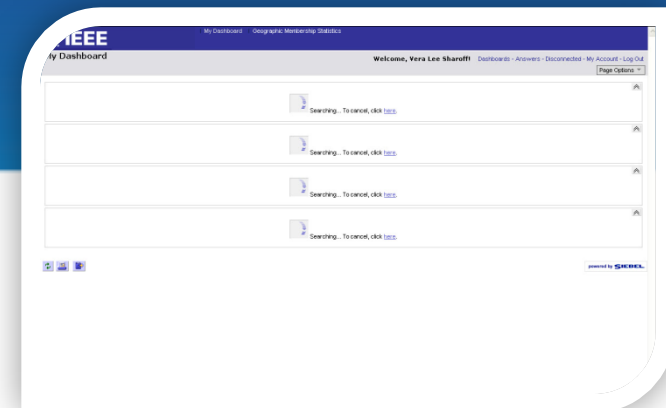 IEEE
My Dashboard Geographic Membership Statistics
My Dashboard
Welcome, Vera Lee Sharoff! Dashboards - Answers - Disconnected - My Account - Log Out
Page Options
Searching... To cancel, click here.
Searching... To cancel, click here.
Searching... To cancel, click here.
Searching... To cancel, click here.
powered by SIEBEL